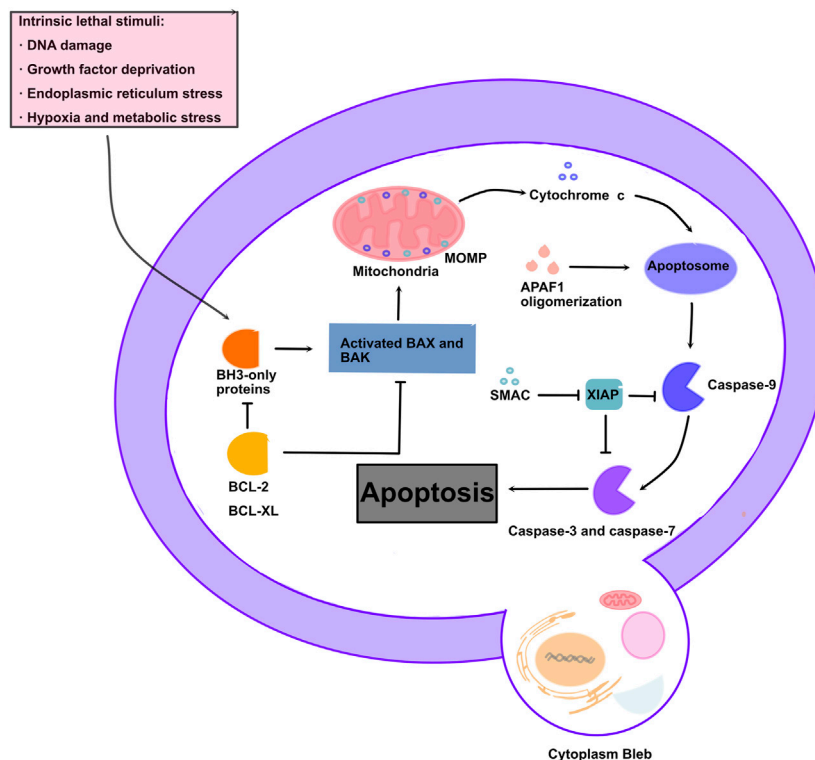 Intrinsic lethal stimuli:
· DNA damage
· Growth factor deprivation
· Endoplasmic reticulum stress
· Hypoxia and metabolic stress
Cytochrome c
MOMP
Mitochondria
Apoptosome
APAF1
oligomerization
Activated BAX and
BAK
BH3-only
proteins
Caspase-9
SMAC
XIAP
BCL-2
BCL-XL
Apoptosis
Caspase-3 and caspase-7
Cytoplasm Bleb